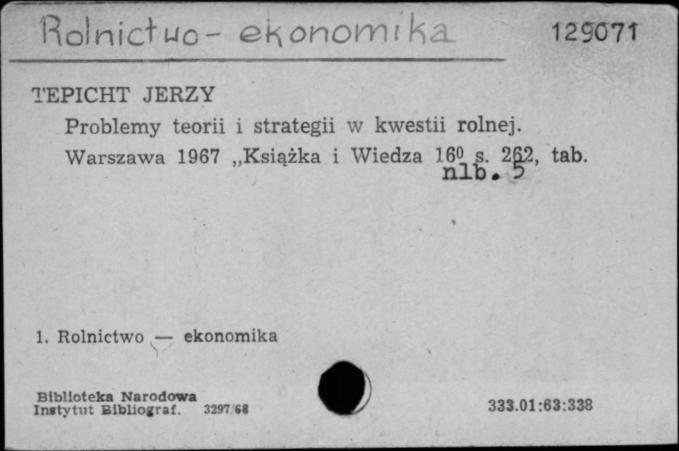 Rolnictwo - ekonomika 129071
TEPICHT JERZY
Problemy teorii i strategii w kwestii rolnej.
Warszawa 1967 „Książka i Wiedza 16⁰ s. 262, tab.
nlb. 5
1. Rolnictwo — ekonomika
Biblioteka Narodowa
Instytut Bibliograf. 3297/68
333.01:63:338